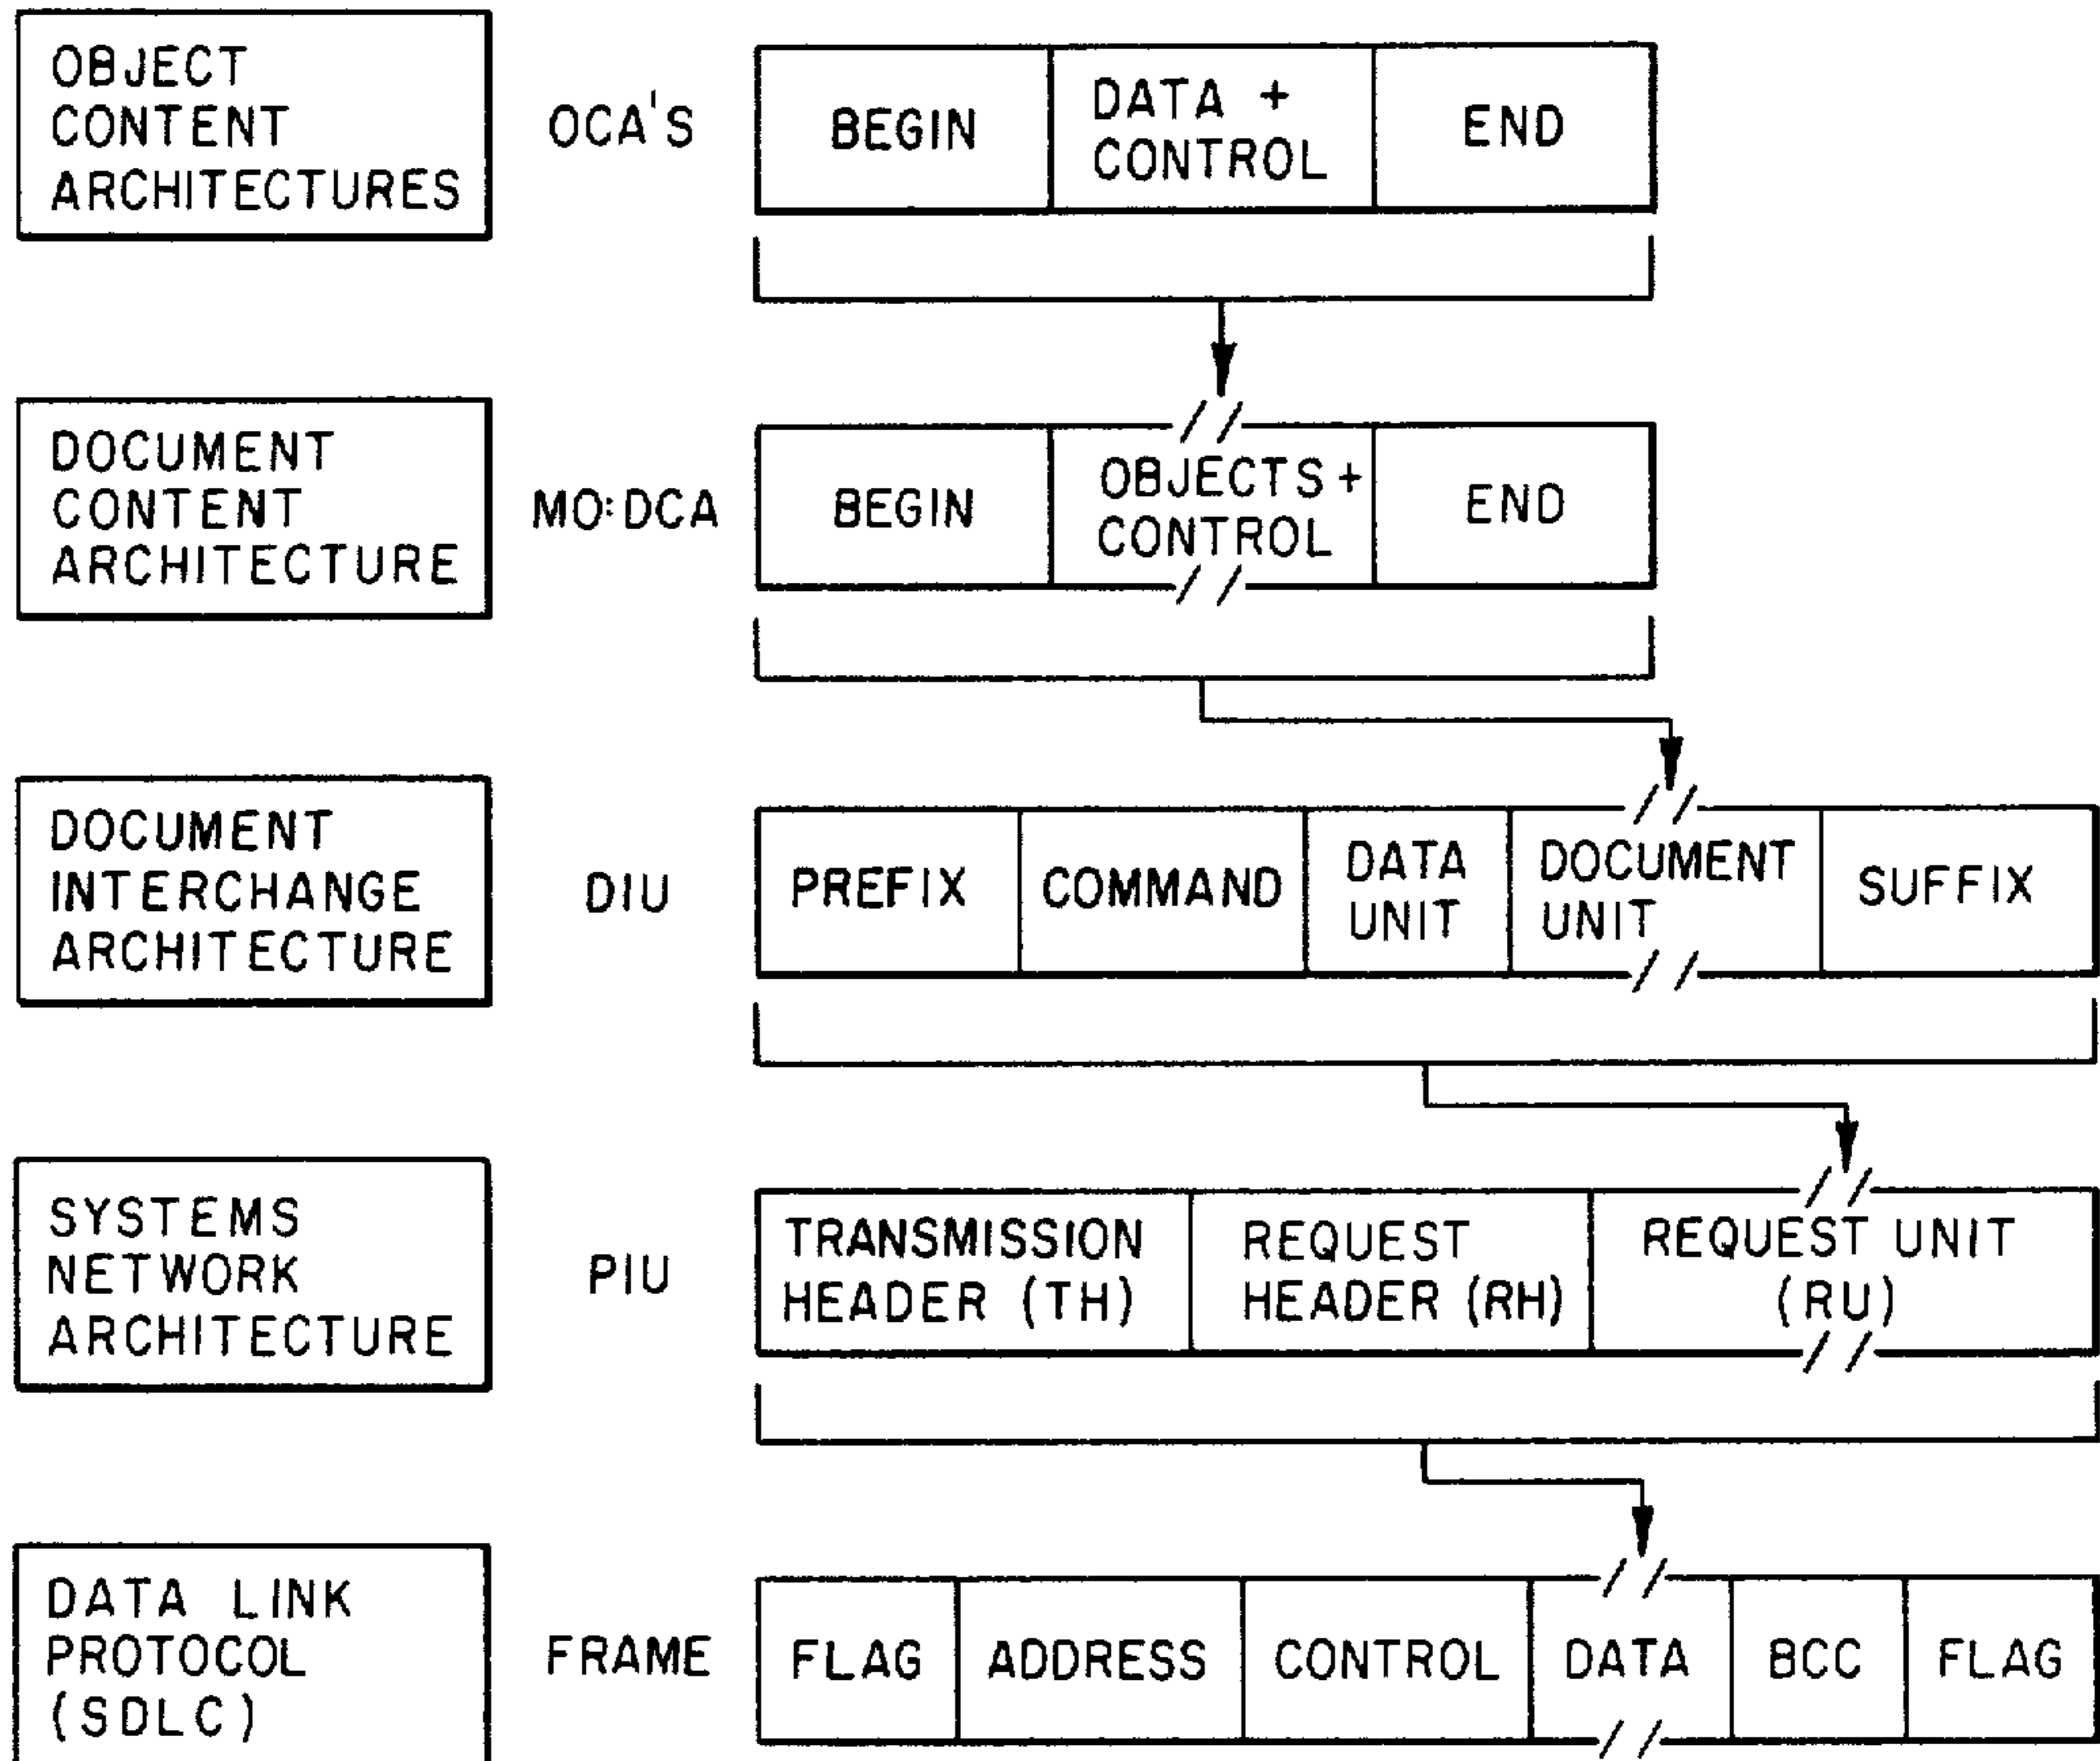 OBJECT
CONTENT
ARCHITECTURES
OCA'S
BEGIN
DATA +
CONTROL
END
DOCUMENT
CONTENT
ARCHITECTURE
MO:DCA
BEGIN
OBJECTS +
CONTROL
END
DOCUMENT
INTERCHANGE
ARCHITECTURE
DIU
PREFIX
COMMAND
DATA
UNIT
DOCUMENT
UNIT
SUFFIX
SYSTEMS
NETWORK
ARCHITECTURE
PIU
TRANSMISSION
HEADER (TH)
REQUEST
HEADER (RH)
REQUEST UNIT
(RU)
DATA LINK
PROTOCOL
(SDLC)
FRAME
FLAG
ADDRESS
CONTROL
DATA
BCC
FLAG